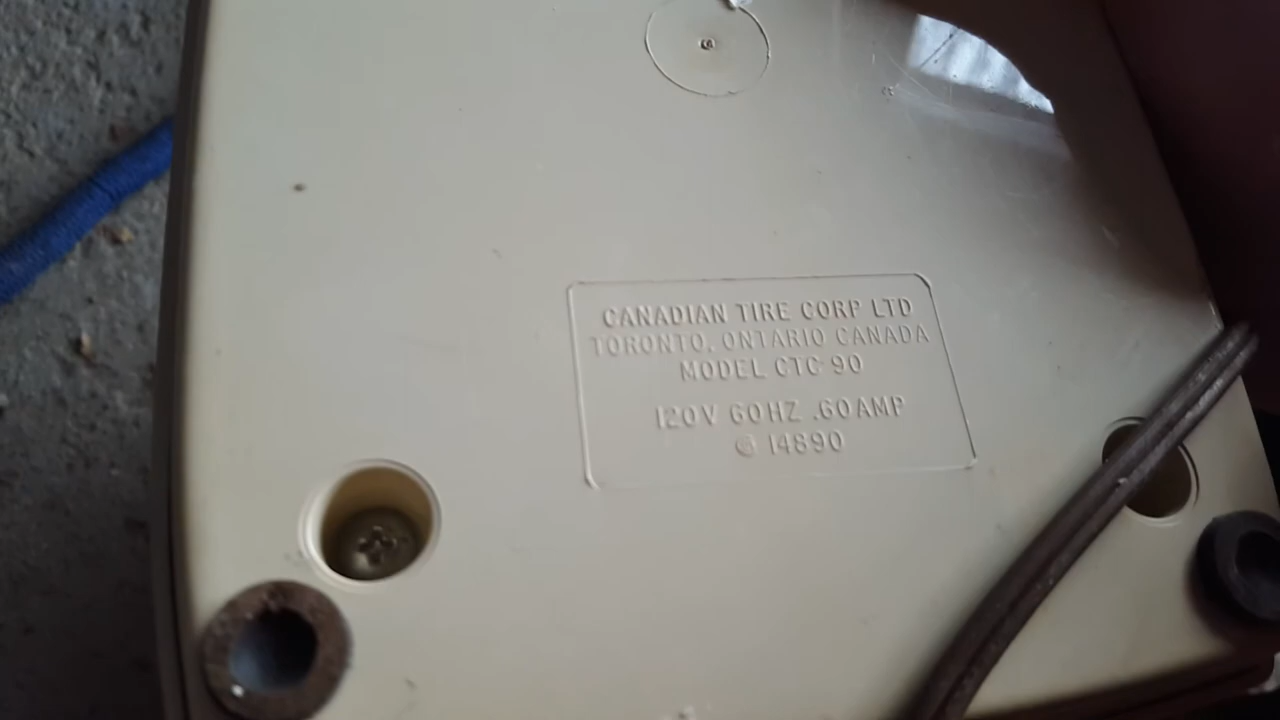 CANADIAN TIRE CORP LTD
TORONTO, ONTARIO CANADA
MODEL CTC 90
120V 60HZ .60AMP
14890